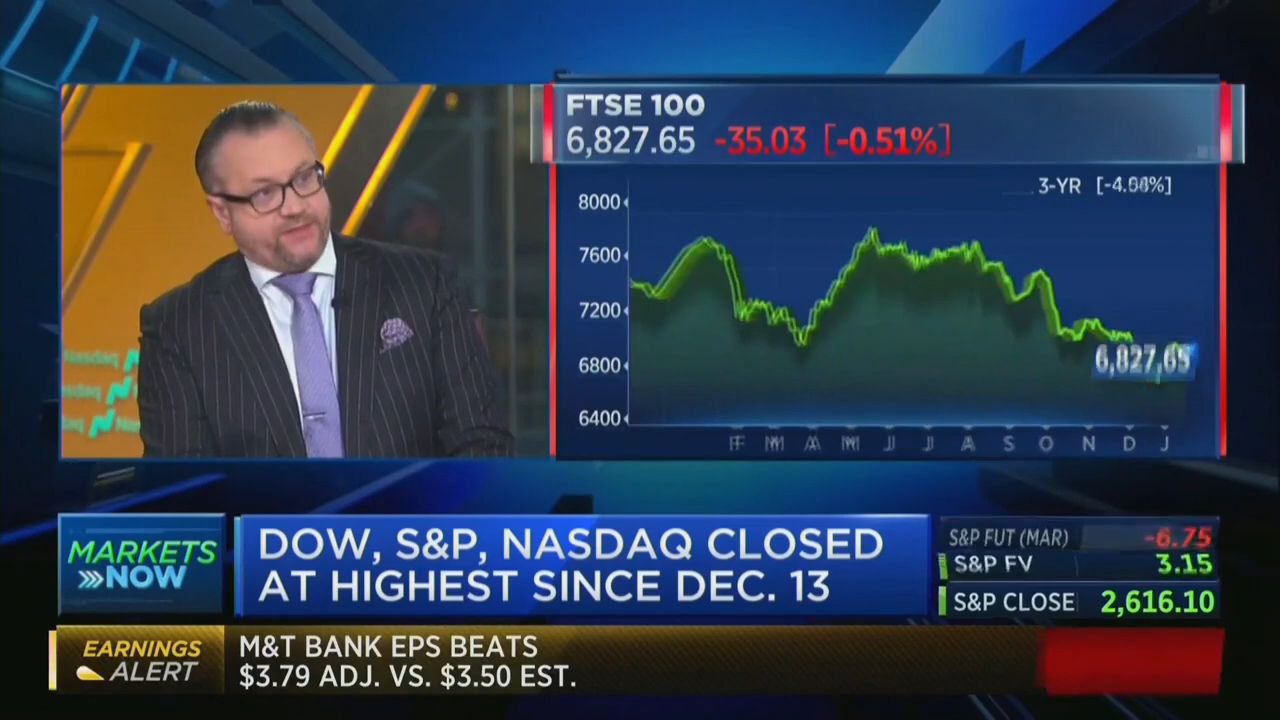 FTSE 100
6,827.65 -35.03 [-0.51%]
3-YR
8000
7600
7200
6800
6400
6,827.65
F M A M J J A S O N D J
Nasdaq
MARKETS
NOW
DOW, S&P, NASDAQ CLOSED
AT HIGHEST SINCE DEC. 13
S&P FUT (MAR) -6.75
S&P FV 3.15
S&P CLOSE 2,616.10
EARNINGS
ALERT
M&T BANK EPS BEATS
$3.79 ADJ. VS. $3.50 EST.